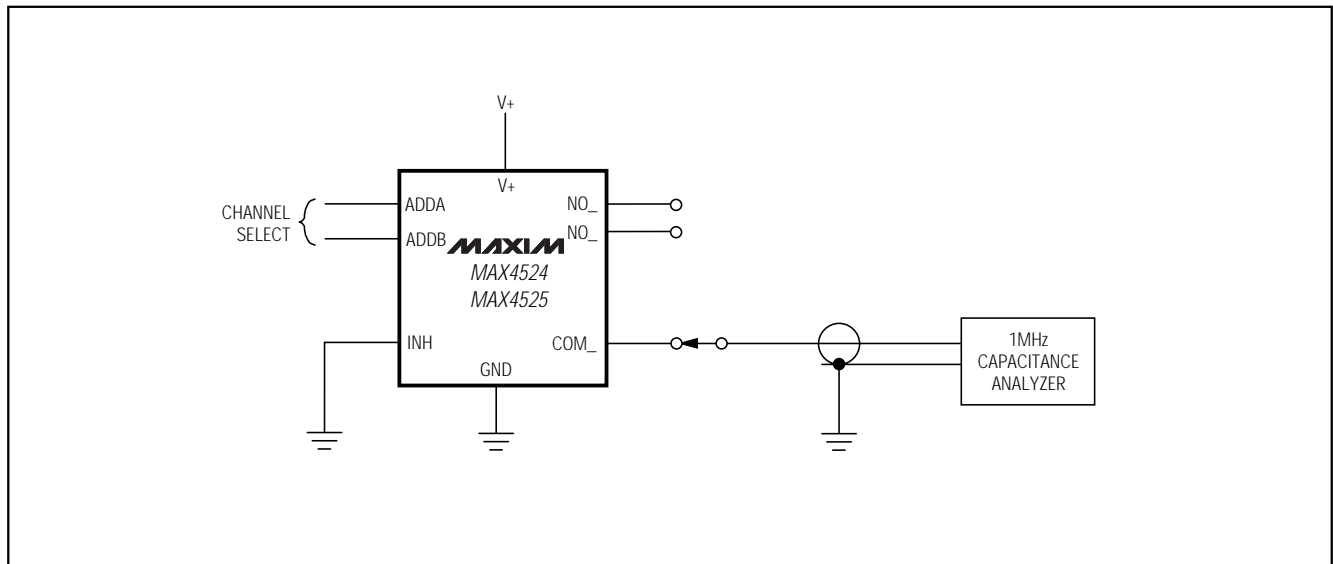 V+
V+
CHANNEL
SELECT
ADDA
ADDB
NO_
NO_
MAXIM
MAX4524
MAX4525
INH
COM_
GND
1MHz
CAPACITANCE
ANALYZER